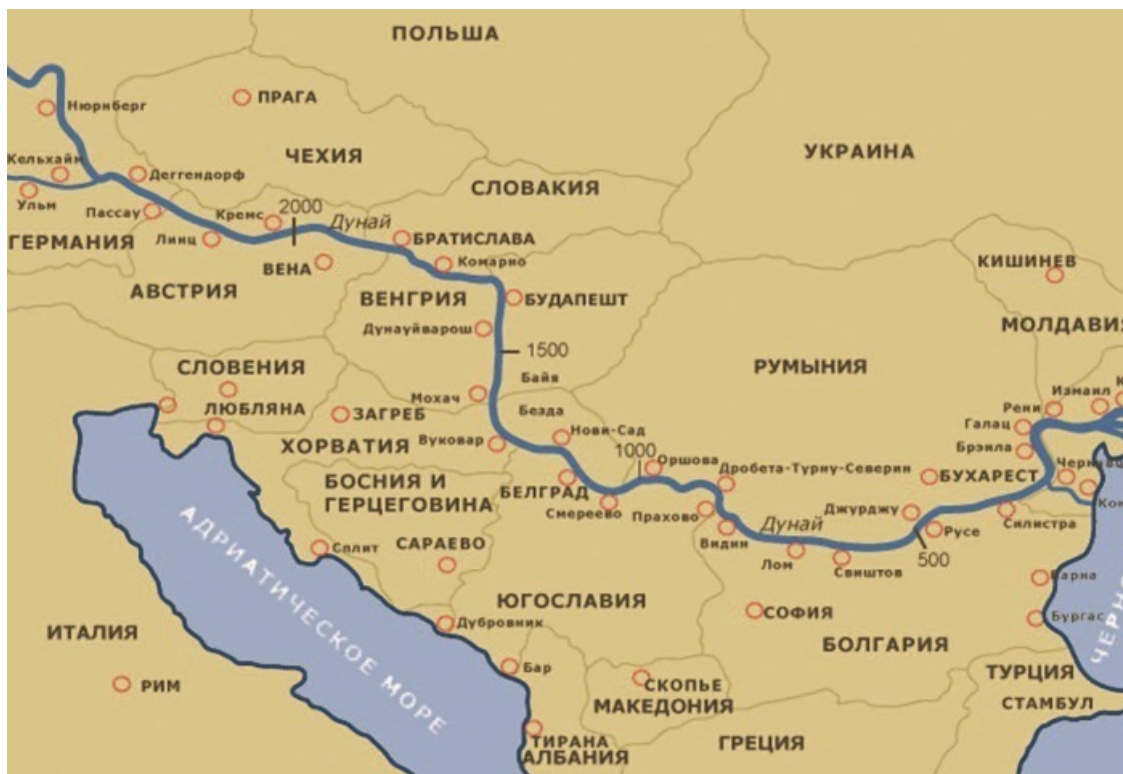 ПОЛЬША
Нюрнберг
ПРАГА
ЧЕХИЯ
УКРАИНА
Кельхайм
Деггендорф
СЛОВАКИЯ
Ульм
Пассау
Кремс
2000
Дунай
ГЕРМАНИЯ
Линц
БРАТИСЛАВА
ВЕНА
Комарно
КИШИНЕВ
АВСТРИЯ
ВЕНГРИЯ
БУДАПЕШТ
Дунауйварош
МОЛДАВИЯ
1500
СЛОВЕНИЯ
РУМЫНИЯ
Байя
Мохач
Измаил
ЛЮБЛЯНА
ЗАГРЕБ
Безда
Рени
Галац
ХОРВАТИЯ
Вуковар
Нови-Сад
Брэила
1000
Оршова
Дробета-Турну-Северин
БОСНИЯ И
ГЕРЦЕГОВИНА
БЕЛГРАД
БУХАРЕСТ
Смереево
Прахово
Джурджу
Силистра
Дунай
Видин
Русе
САРАЕВО
Сплит
Лом
Свиштов
500
Варна
ЮГОСЛАВИЯ
СОФИЯ
Бургас
Дубровник
ИТАЛИЯ
БОЛГАРИЯ
АДРИАТИЧЕСКОЕ МОРЕ
Бар
ТУРЦИЯ
РИМ
СКОПЬЕ
МАКЕДОНИЯ
СТАМБУЛ
ТИРАНА
АЛБАНИЯ
ГРЕЦИЯ